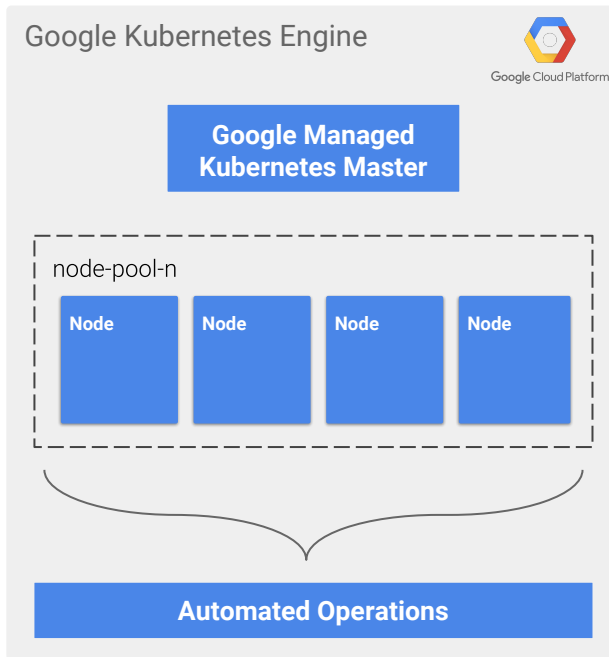 Google Kubernetes Engine
Google Cloud Platform
Google Managed
Kubernetes Master
node-pool-n
Node
Node
Node
Node
Automated Operations